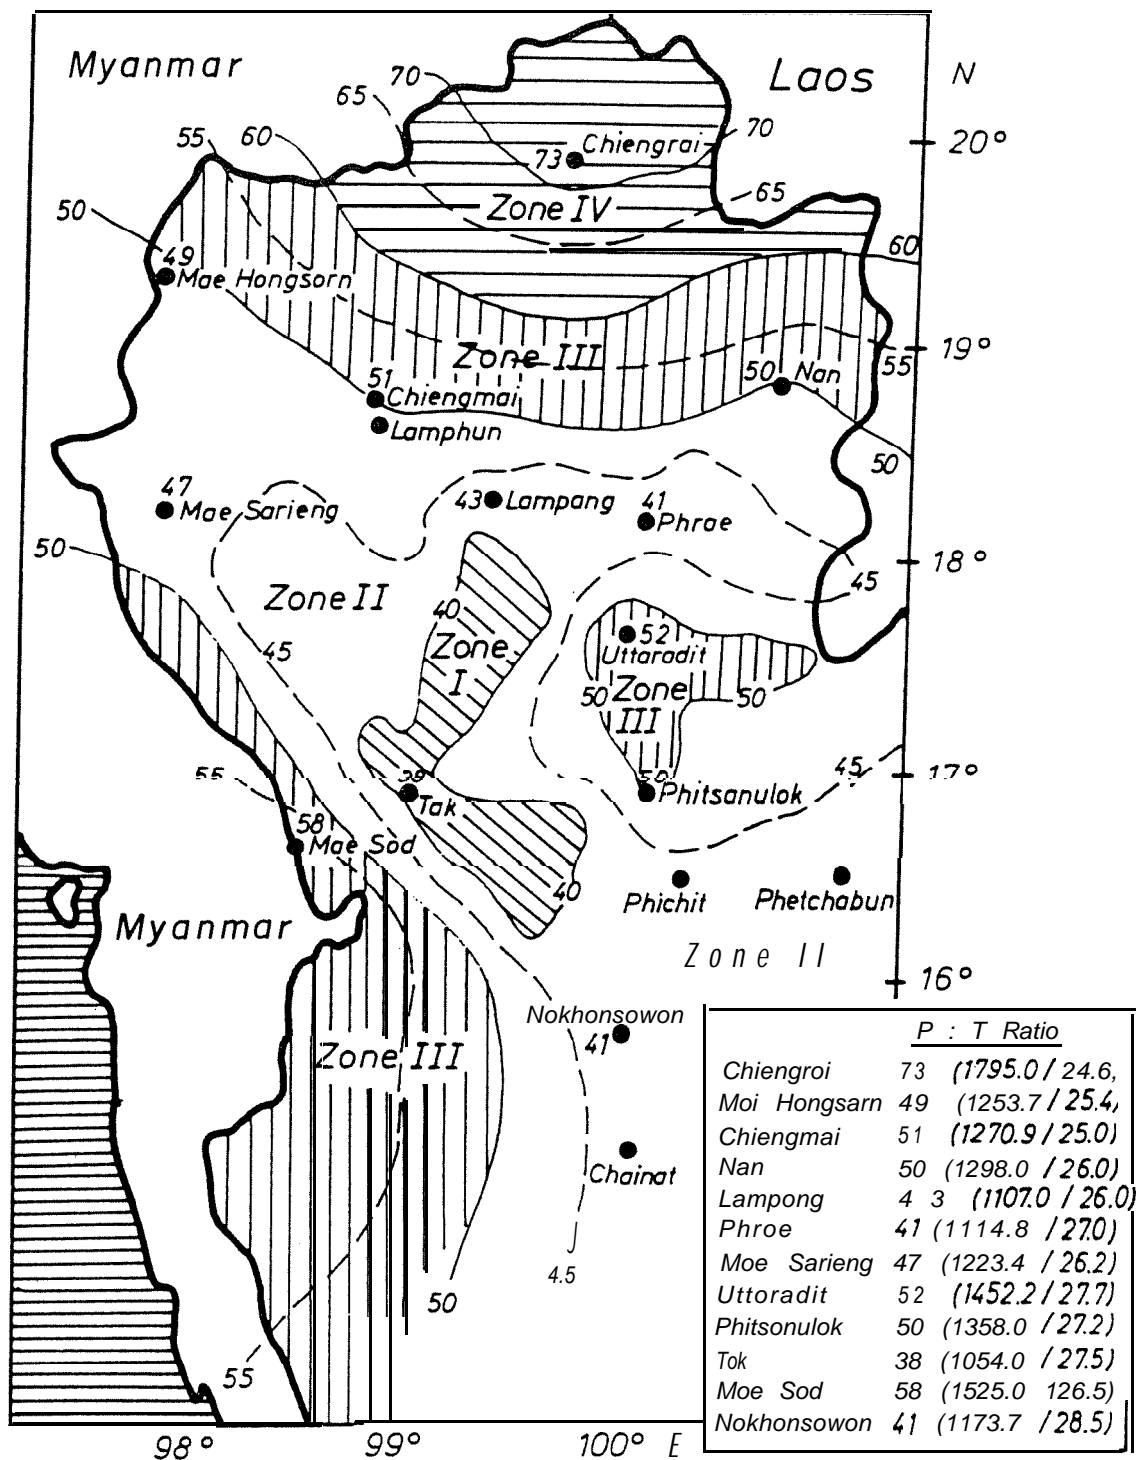 Myanmar
Laos
N
70
65
60
55
70
20°
73 Chiengrai
65
Zone IV
50
49
Mae Hongsorn
60
19°
Zone III
55
51
50 Nan
Chiengmai
Lamphun
50
47
Mae Sarieng
43 Lampang
41
Phrae
50
18°
45
Zone II
40
Zone
I
45
52
Uttaradit
50 Zone
III
50
55
45
17°
Tak
Phitsanulok
58
Mae Sod
40
Phichit
Phetchabun
Myanmar
Zone II
16°
Nokhonsowon
41
Zone III
Chainat
4.5
50
55
98°
99°
100° E
P : T Ratio
Chiengroi 73 (1795.0 / 24.6,
Moi Hongsarn 49 (1253.7 / 25.4,
Chiengmai 51 (1270.9 / 25.0)
Nan 50 (1298.0 / 26.0)
Lampong 4 3 (1107.0 / 26.0)
Phroe 41 (1114.8 / 27.0)
Moe Sarieng 47 (1223.4 / 26.2)
Uttoradit 52 (1452.2 / 27.7)
Phitsonulok 50 (1358.0 / 27.2)
Tok 38 (1054.0 / 27.5)
Moe Sod 58 (1525.0 126.5)
Nokhonsowon 41 (1173.7 / 28.5)